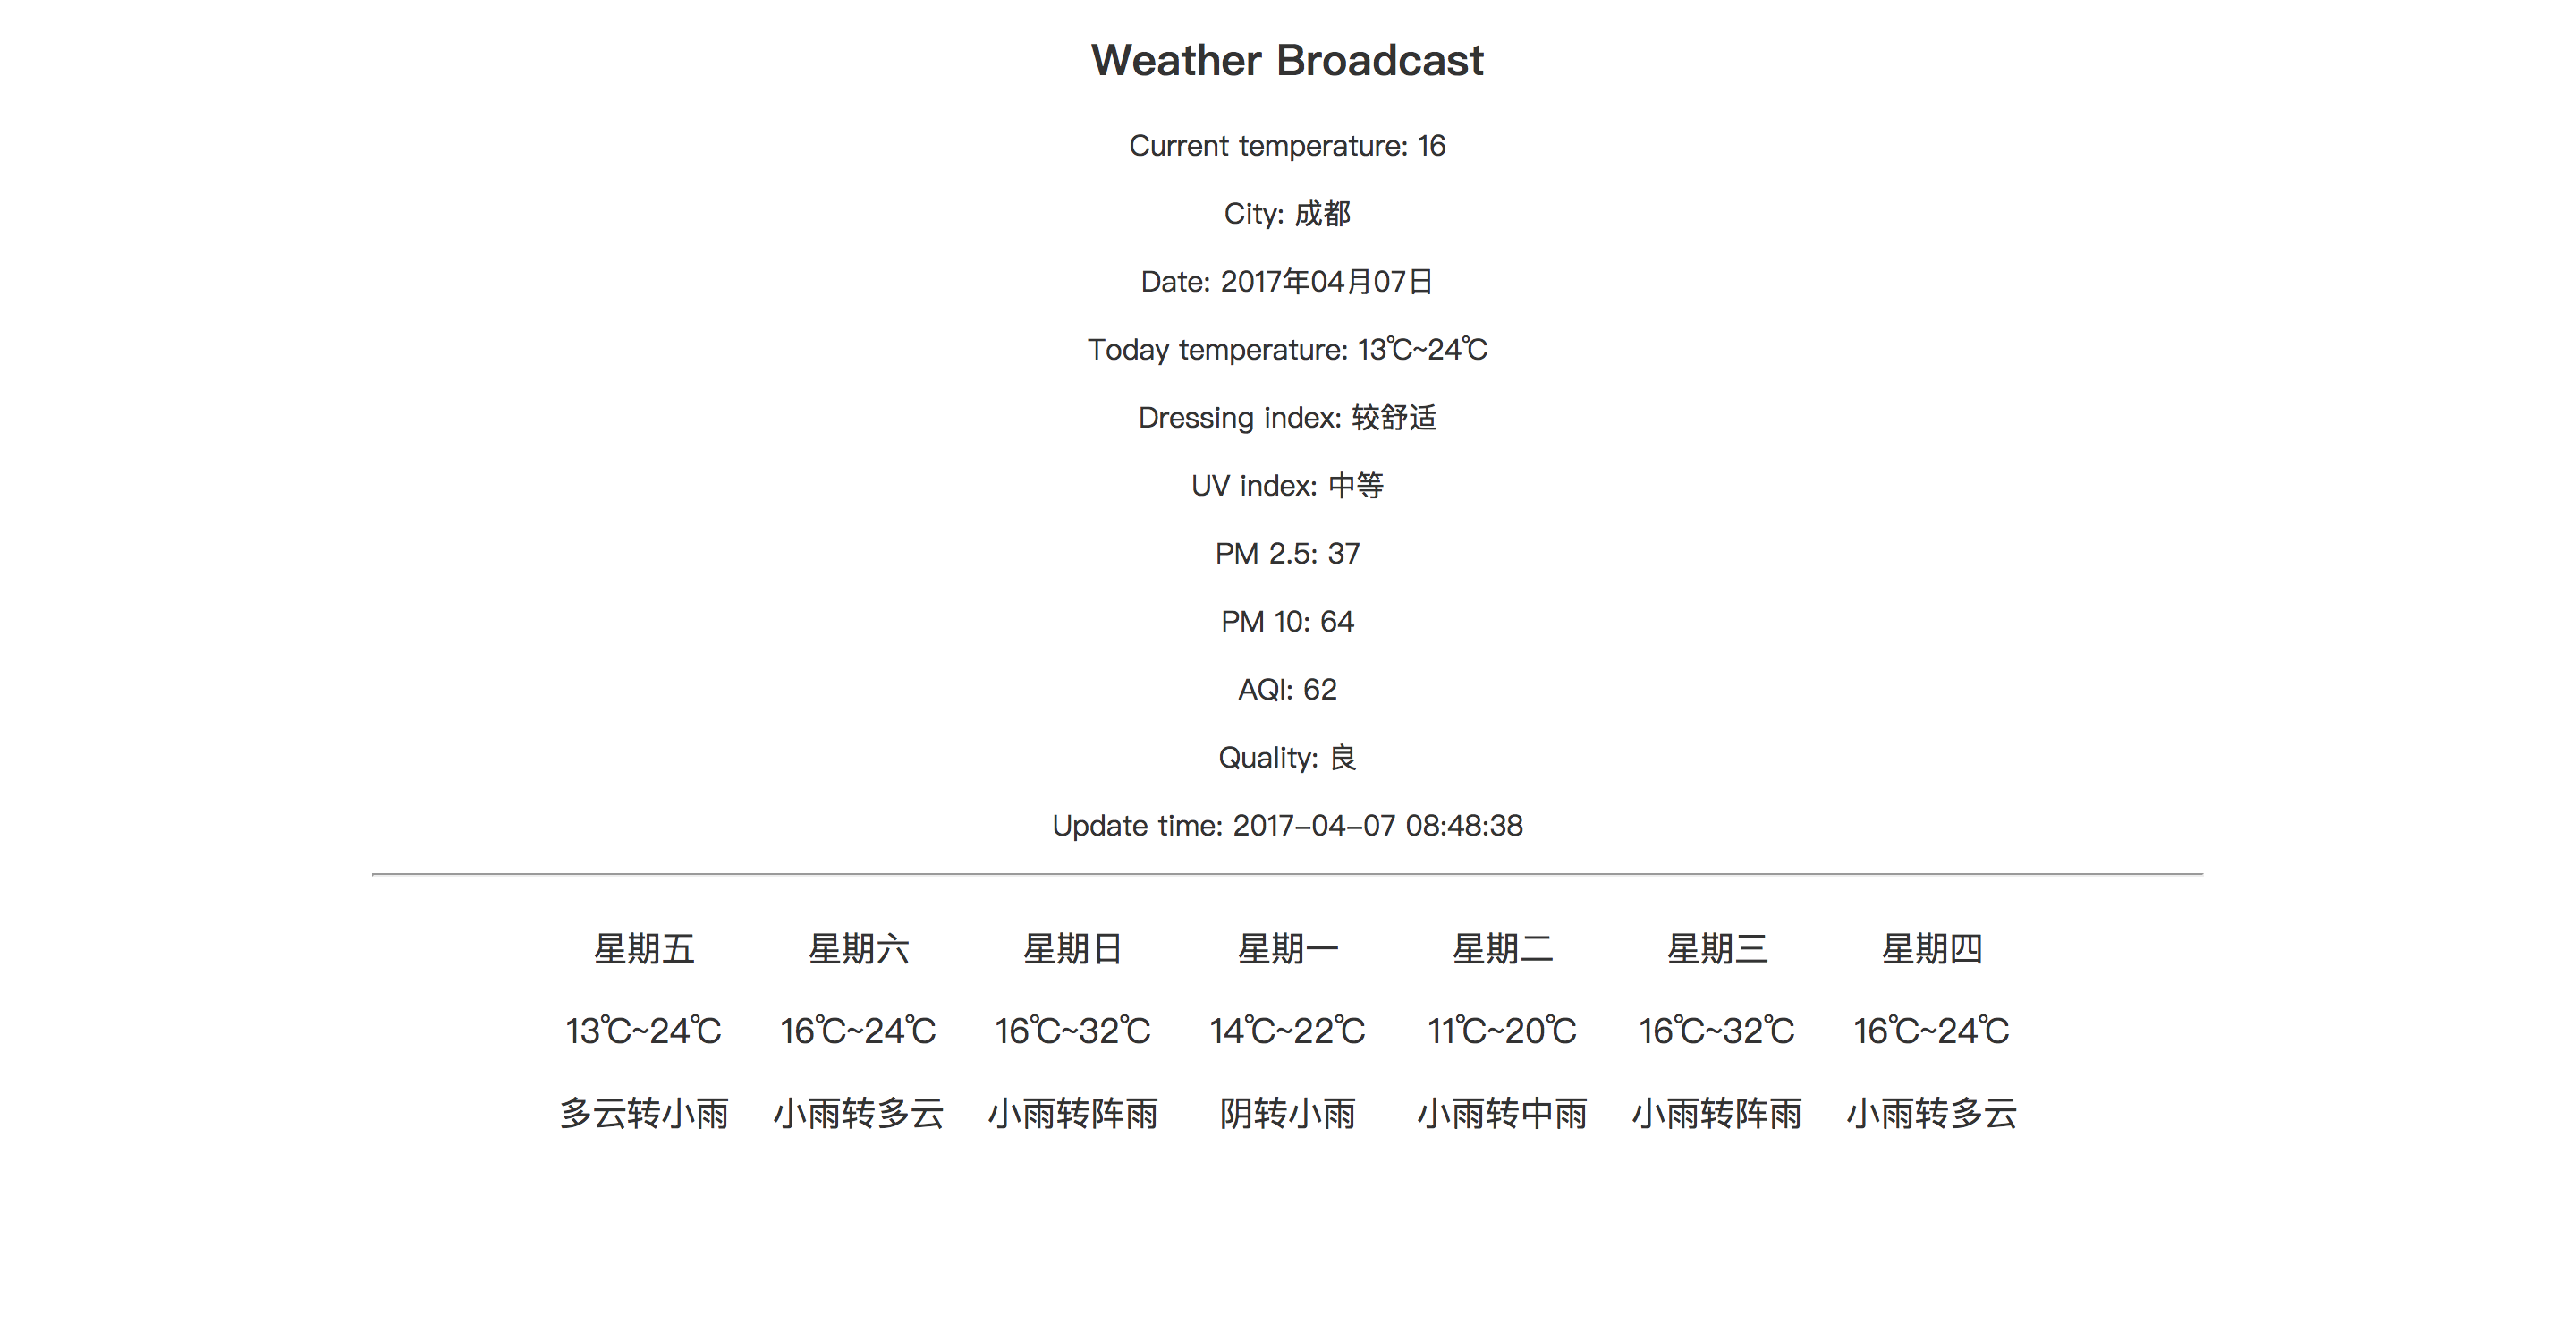 Weather Broadcast
Current temperature: 16
City: 成都
Date: 2017年04月07日
Today temperature: 13℃~24℃
Dressing index: 较舒适
UV index: 中等
PM 2.5: 37
PM 10: 64
AQI: 62
Quality: 良
Update time: 2017-04-07 08:48:38
星期五 星期六 星期日 星期一 星期二 星期三 星期四
13℃~24℃ 16℃~24℃ 16℃~32℃ 14℃~22℃ 11℃~20℃ 16℃~32℃ 16℃~24℃
多云转小雨 小雨转多云 小雨转阵雨 阴转小雨 小雨转中雨 小雨转阵雨 小雨转多云